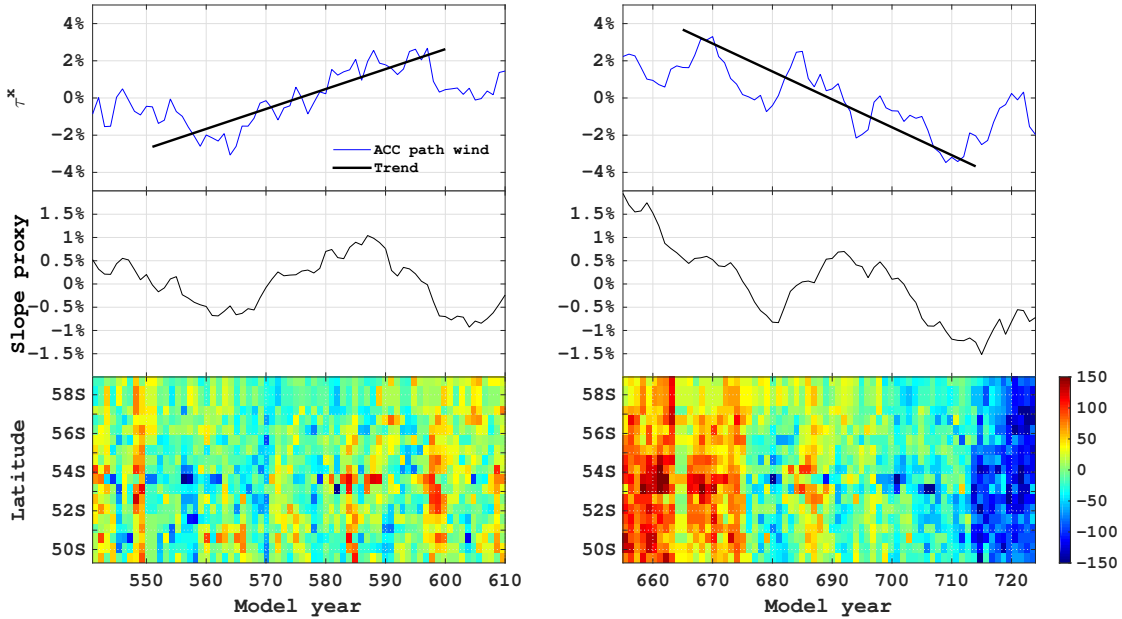 4%
2%
0%
−2%
−4%
τ^x
ACC path wind
Trend
4%
2%
0%
−2%
−4%
1.5%
1%
0.5%
0%
−0.5%
−1%
−1.5%
Slope proxy
1.5%
1%
0.5%
0%
−0.5%
−1%
−1.5%
58S
56S
54S
52S
50S
Latitude
550 560 570 580 590 600 610
Model year
58S
56S
54S
52S
50S
660 670 680 690 700 710 720
Model year
150
100
50
0
−50
−100
−150